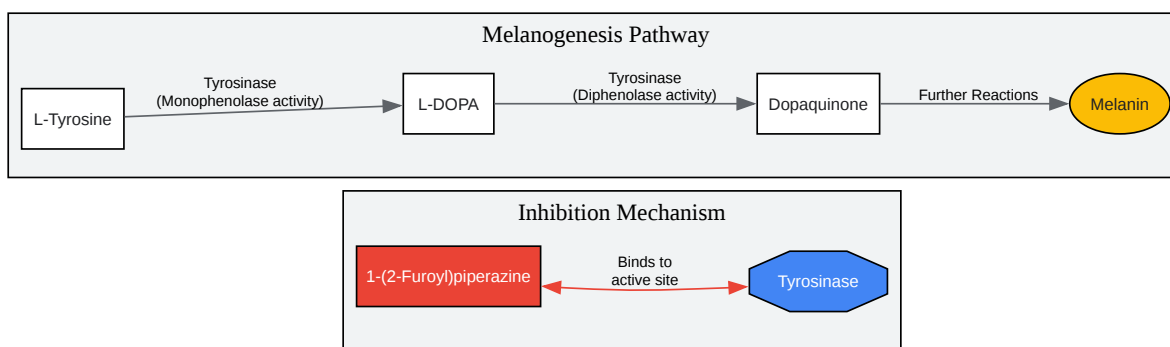 Melanogenesis Pathway
Tyrosinase
(Monophenolase activity)
Tyrosinase
(Diphenolase activity)
L-Tyrosine
L-DOPA
Dopaquinone
Further Reactions
Melanin
Inhibition Mechanism
1-(2-Furoyl)piperazine
Binds to
active site
Tyrosinase